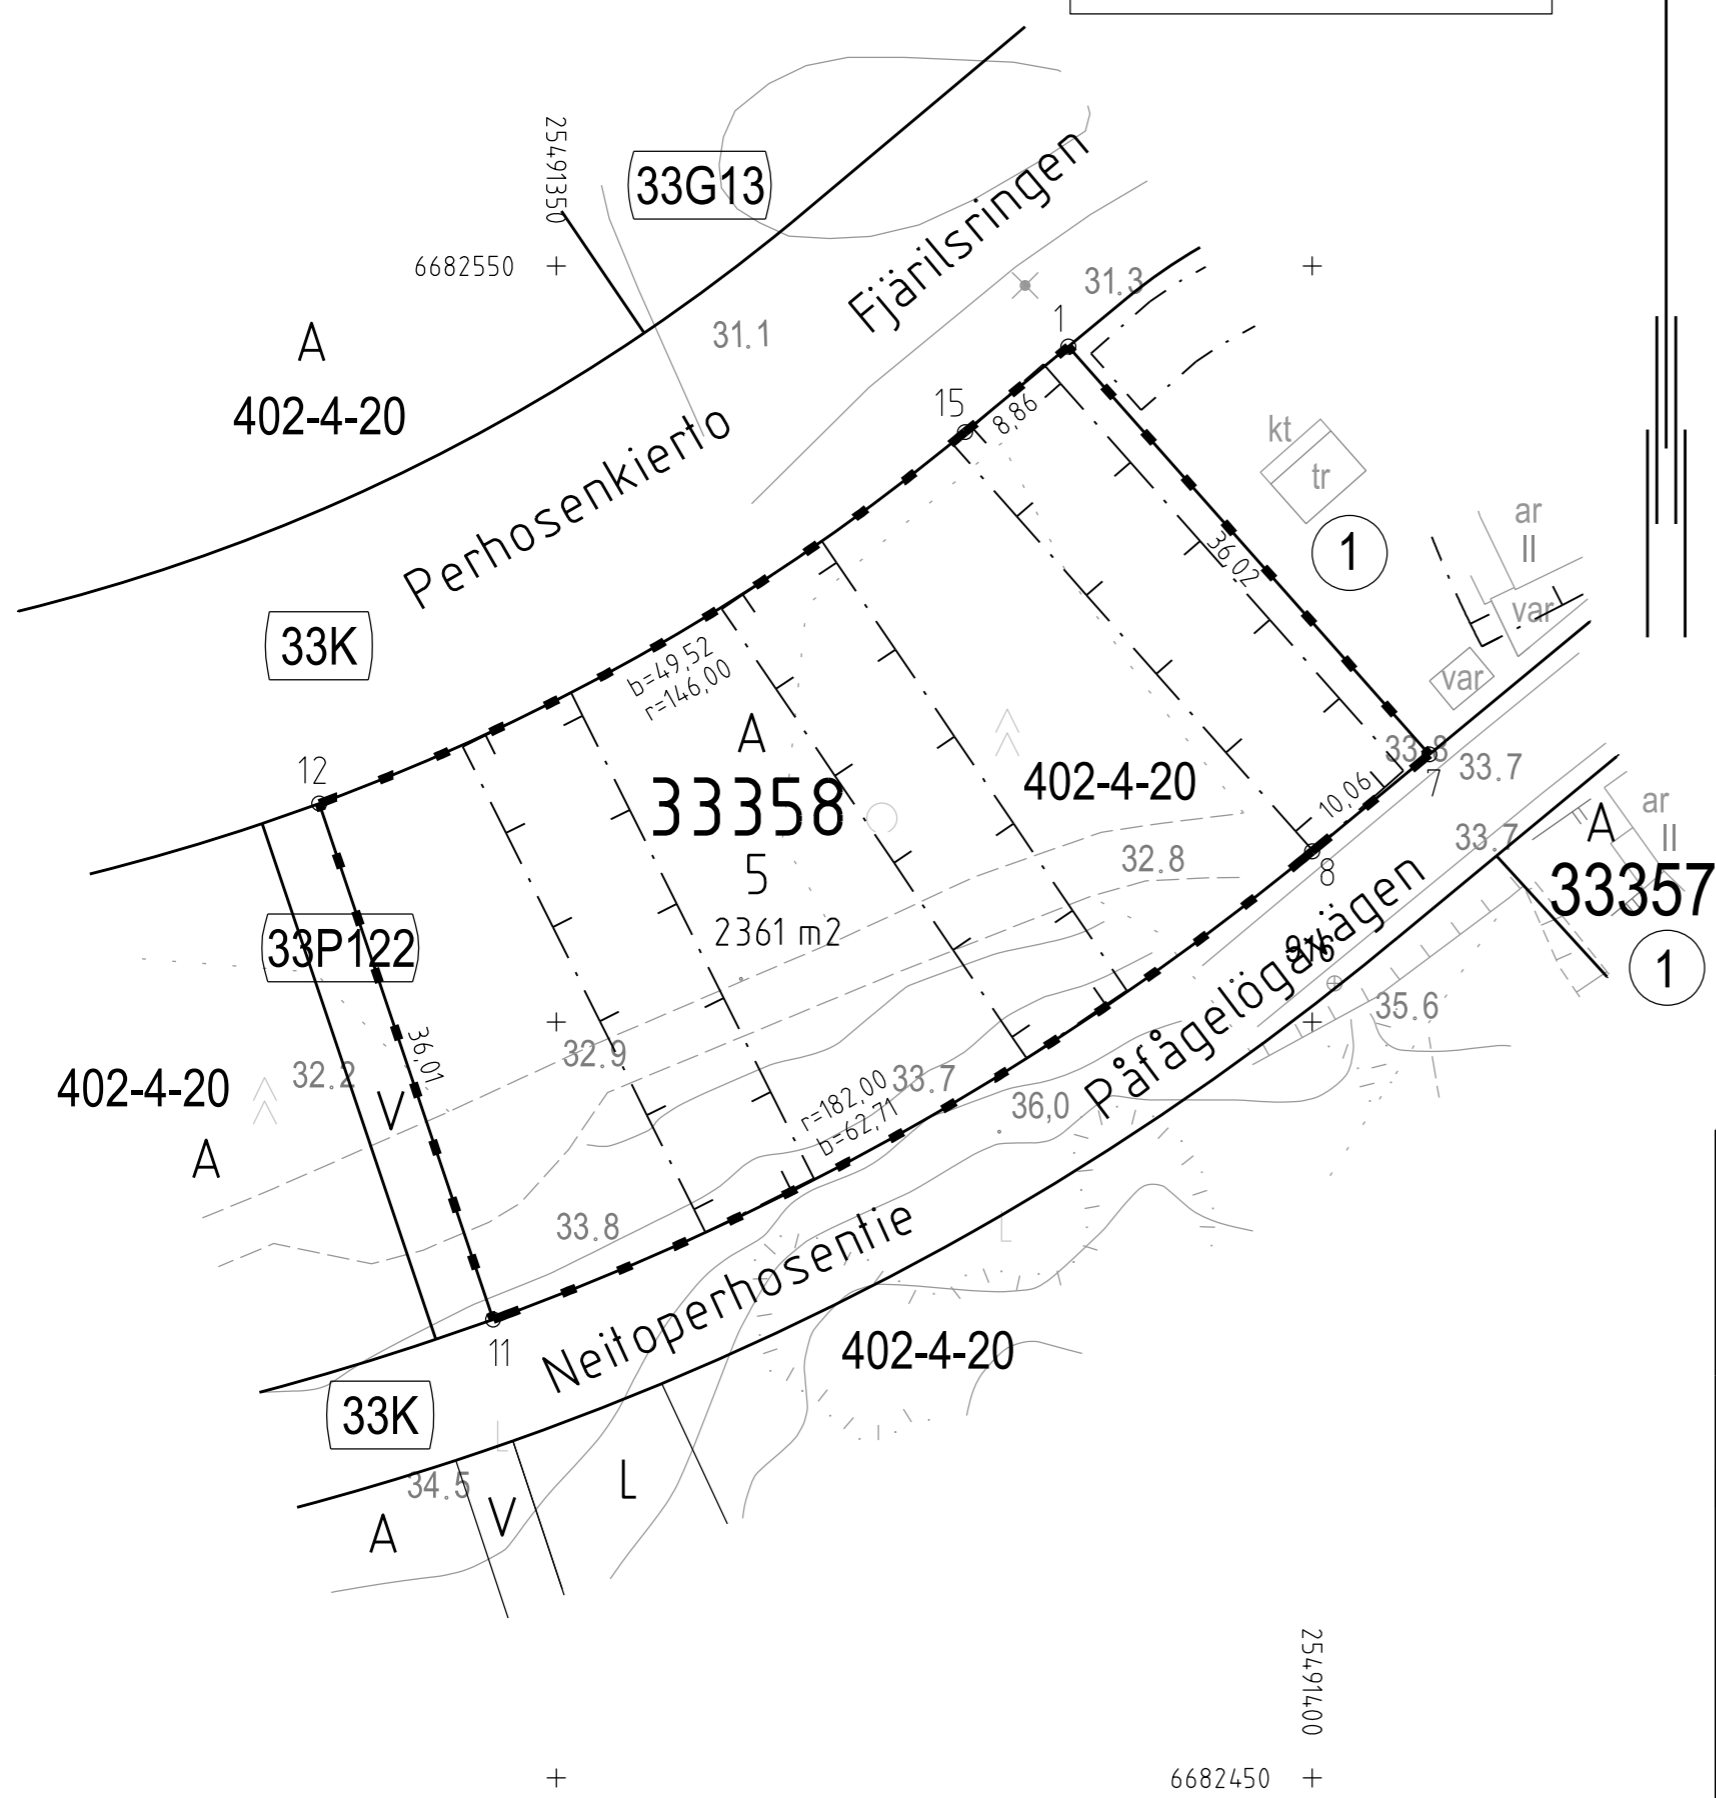 25491350
33G13
Fjärilsringen
6682550
31.3
1
31.1
A
402-4-20
15
8,86
Perhosenkierto
kt
tr
ar
II
1
36,02
var
33K
b=49,52
r=146,00
var
A
33.8
33.7
12
402-4-20
7
33358
10,06
A
ar
II
33.7
5
32.8
8
33357
2361 m2
33P122
Påfågelögavägen
1
35.6
36,01
32.9
32.2
402-4-20
V
33.7
r=182,00
b=62,71
36,0
A
33.8
Neitoperhosentie
11
402-4-20
33K
L
34.5
V
A
L
L
25491400
6682450